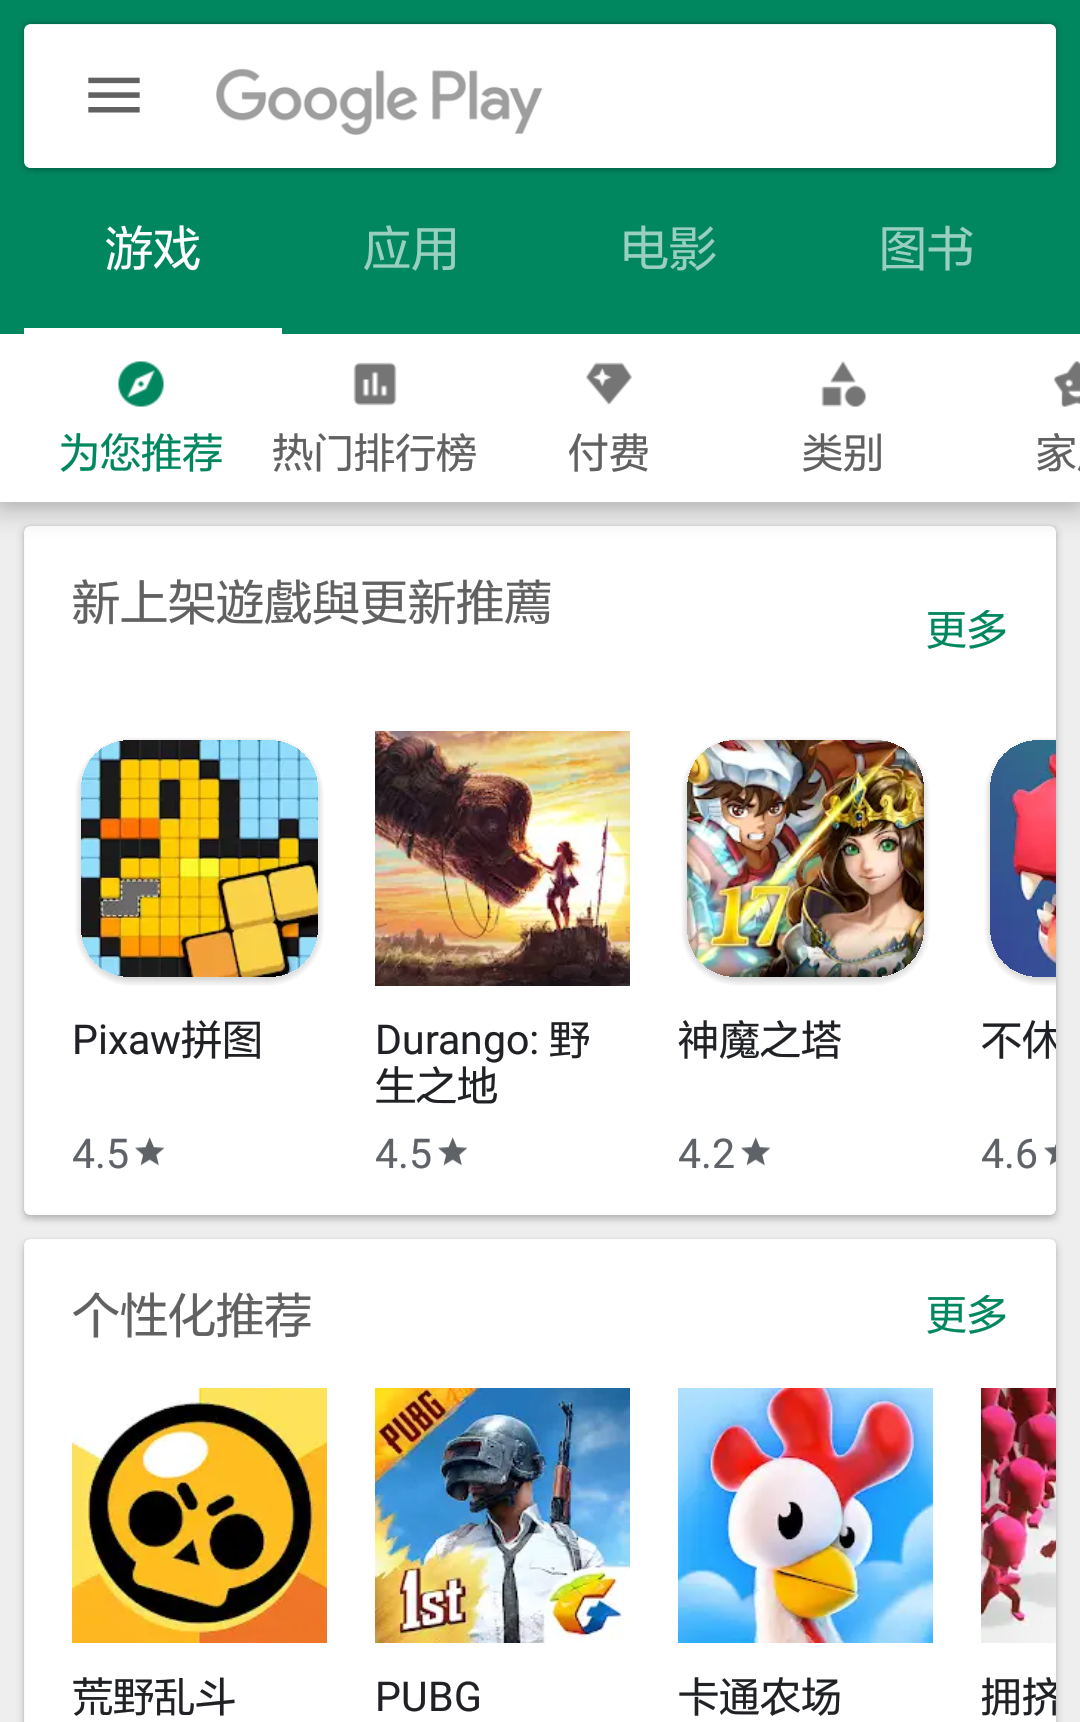 Google Play
游戏 应用 电影 图书
为您推荐 热门排行榜 付费 类别 家
新上架遊戲與更新推薦
更多
17
Pixaw拼图 Durango: 野生之地 神魔之塔 不休
4.5 4.5 4.2 4.6
个性化推荐 更多
PUBG
1st
荒野乱斗 PUBG 卡通农场 拥挤